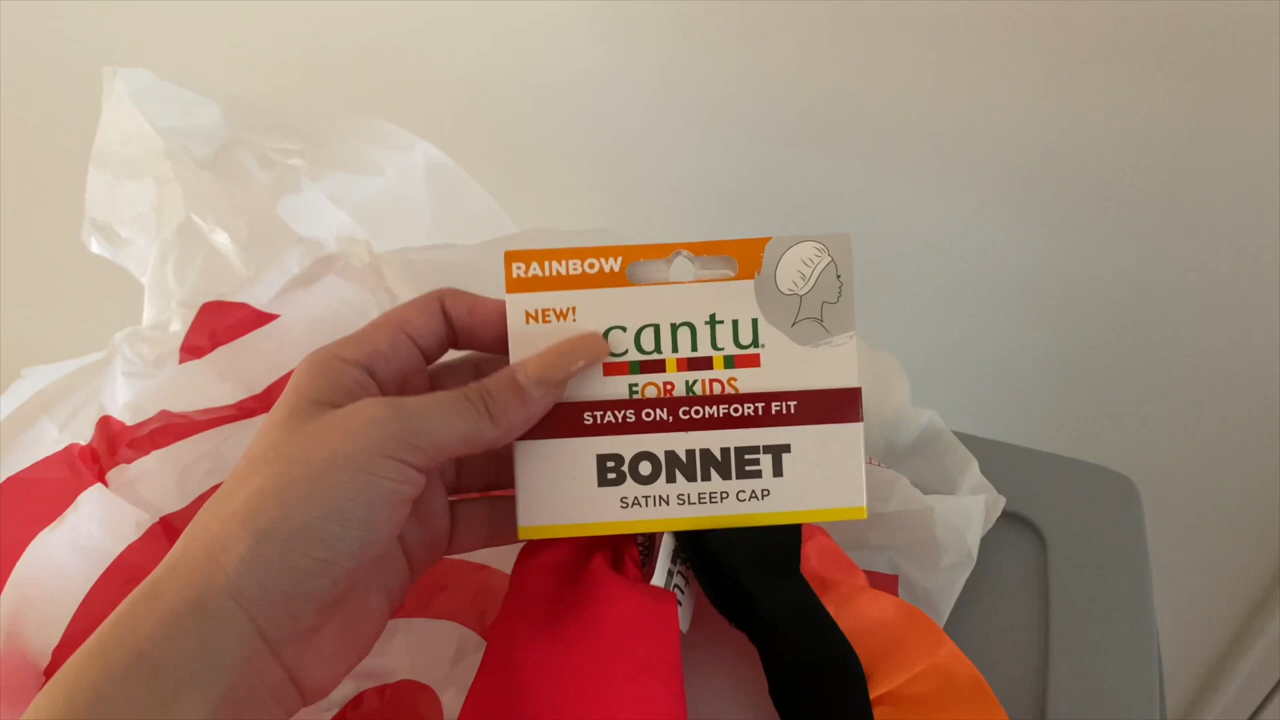 RAINBOW
NEW!
cantu
FOR KIDS
STAYS ON, COMFORT FIT
BONNET
SATIN SLEEP CAP